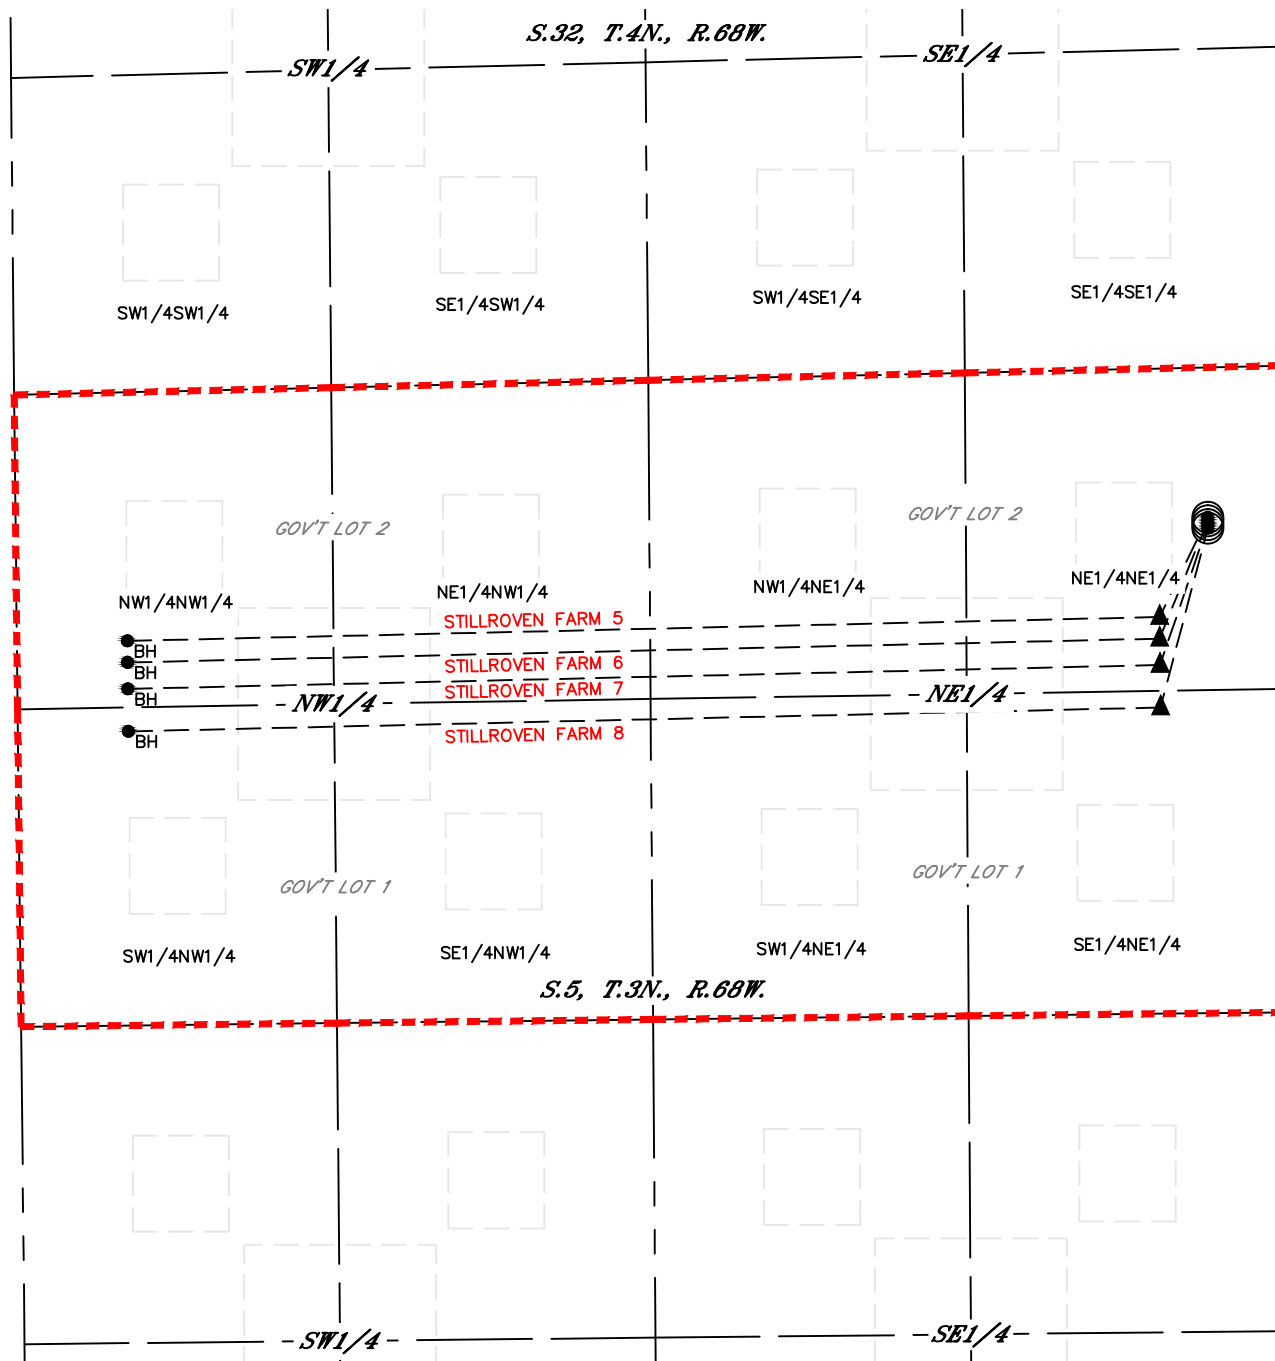 S.32, T.4N., R.68W.
SW1/4
SE1/4
SW1/4SW1/4
SE1/4SW1/4
SW1/4SE1/4
SE1/4SE1/4
GOV'T LOT 2
GOV'T LOT 2
NW1/4NW1/4
NE1/4NW1/4
NW1/4NE1/4
NE1/4NE1/4
STILLROVEN FARM 5
BH
STILLROVEN FARM 6
BH
STILLROVEN FARM 7
BH
NW1/4
NE1/4
STILLROVEN FARM 8
BH
GOV'T LOT 1
GOV'T LOT 1
SW1/4NW1/4
SE1/4NW1/4
SW1/4NE1/4
SE1/4NE1/4
S.5, T.3N., R.68W.
SW1/4
SE1/4